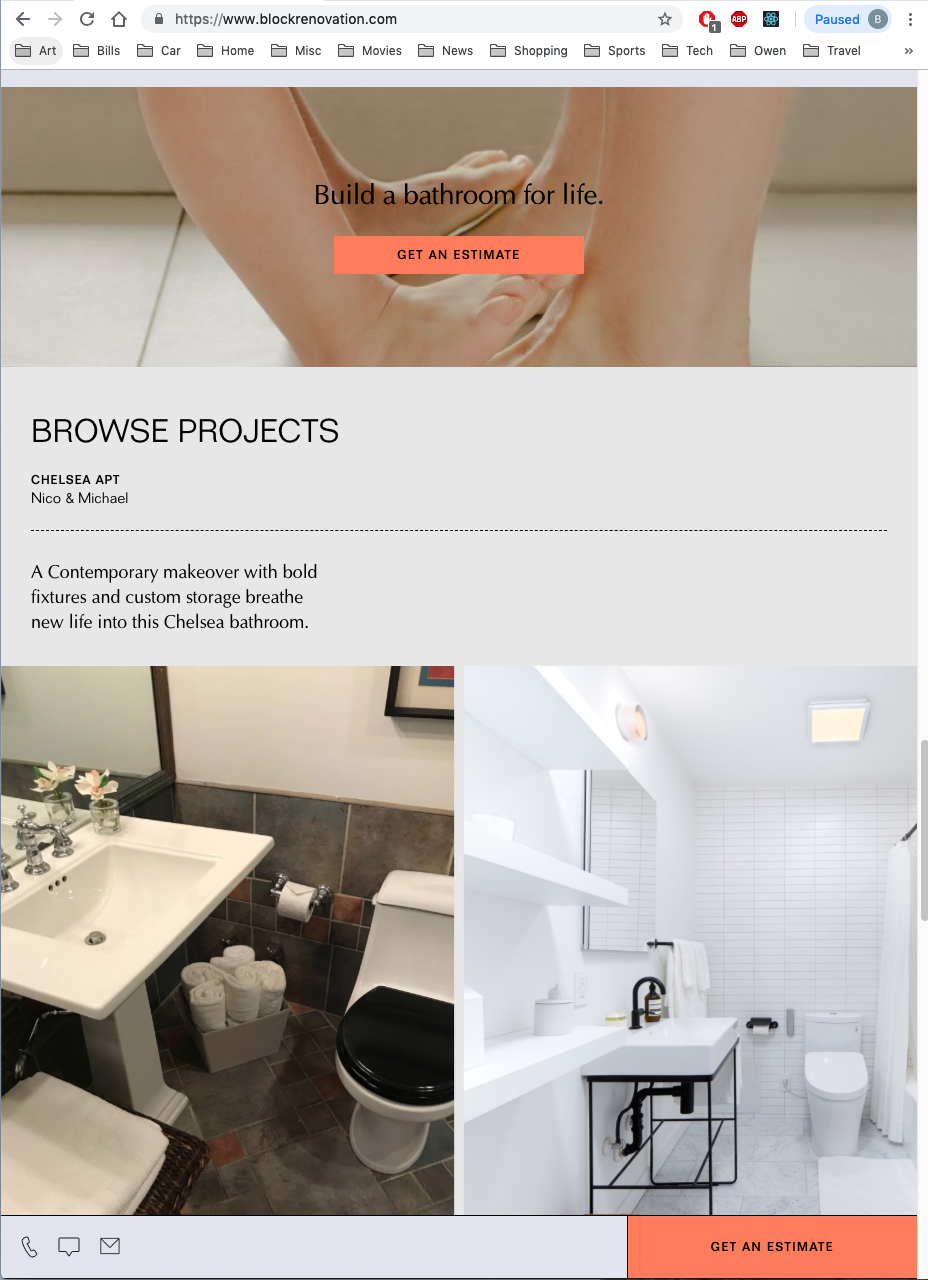 https://www.blockrenovation.com
1
ABP
Paused
B
Art
Bills
Car
Home
Misc
Movies
News
Shopping
Sports
Tech
Owen
Travel
»
Build a bathroom for life.
GET AN ESTIMATE
BROWSE PROJECTS
CHELSEA APT
Nico & Michael
A Contemporary makeover with bold
fixtures and custom storage breathe
new life into this Chelsea bathroom.
GET AN ESTIMATE